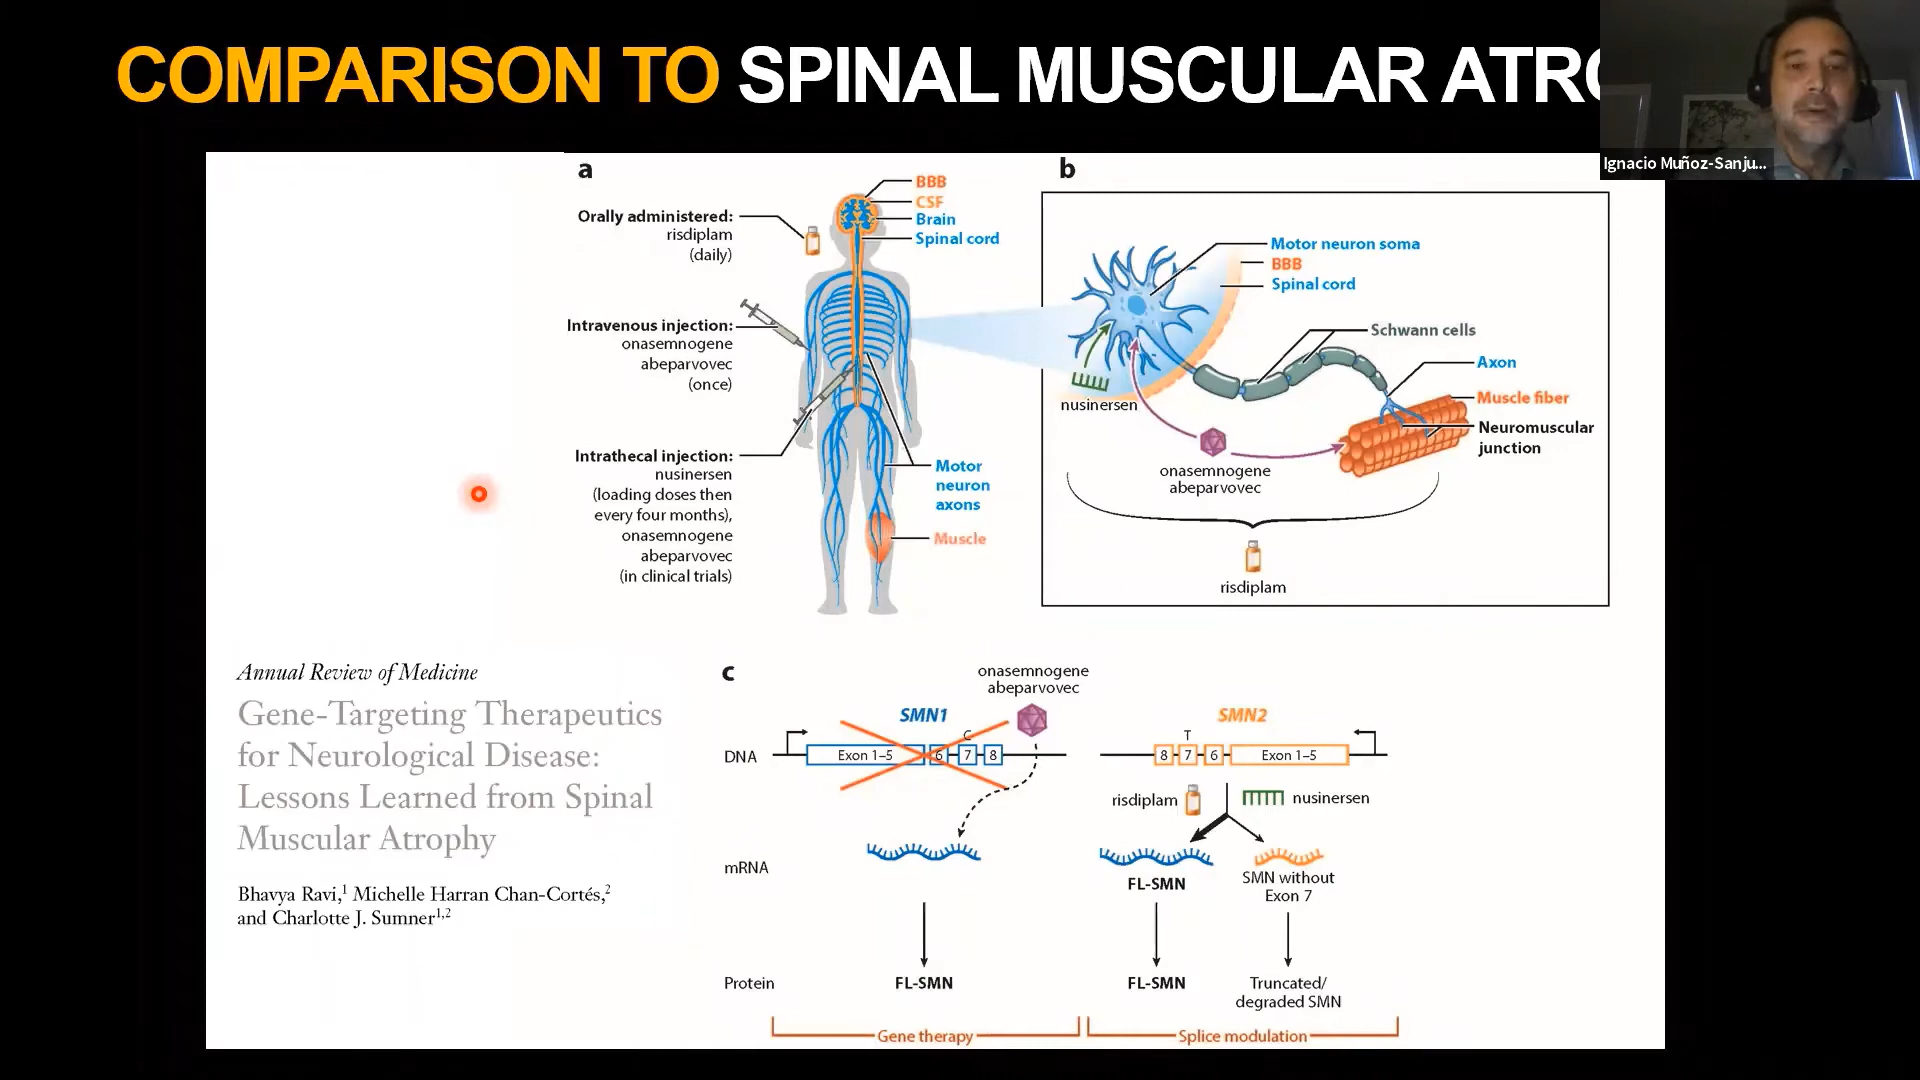 COMPARISON TO SPINAL MUSCULAR ATRO
Ignacio Muñoz-Sanju...
a
BBB
CSF
Brain
Spinal cord
Orally administered:
risdiplam
(daily)
Intravenous injection:
onasemnogene
abeparvovec
(once)
Intrathecal injection:
nusinersen
(loading doses then
every four months),
onasemnogene
abeparvovec
(in clinical trials)
Motor
neuron
axons
Muscle
b
Motor neuron soma
BBB
Spinal cord
Schwann cells
Axon
Muscle fiber
Neuromuscular
junction
nusinersen
onasemnogene
abeparvovec
risdiplam
Annual Review of Medicine
Gene-Targeting Therapeutics
for Neurological Disease:
Lessons Learned from Spinal
Muscular Atrophy
Bhavya Ravi,1 Michelle Harran Chan-Cortés,2
and Charlotte J. Sumner1,2
c
onasemnogene
abeparvovec
SMN1
SMN2
C
T
DNA
Exon 1–5
6
7
8
8
7
6
Exon 1–5
risdiplam
nusinersen
mRNA
FL-SMN
SMN without
Exon 7
Protein
FL-SMN
FL-SMN
Truncated/
degraded SMN
Gene therapy
Splice modulation